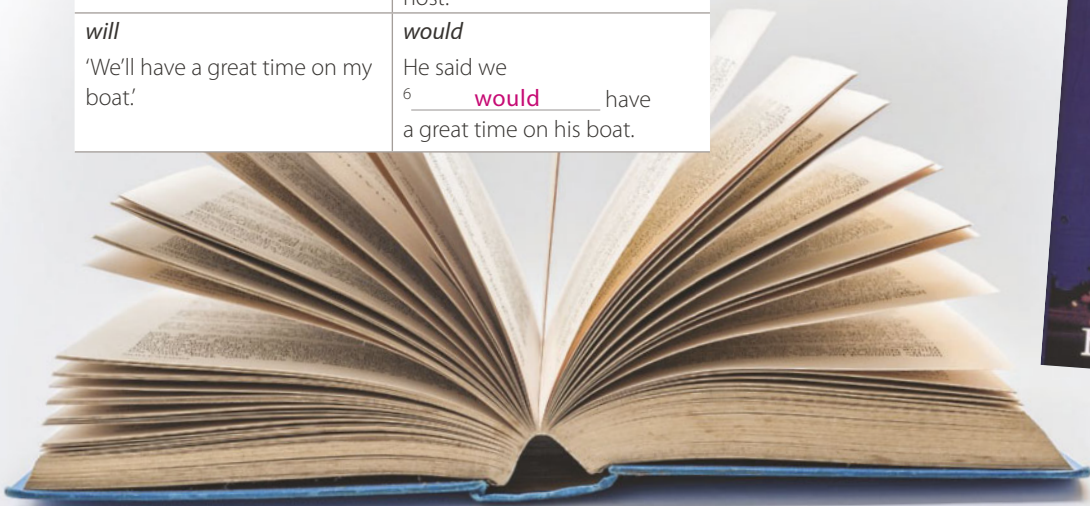 host.
will
would
‘We’ll have a great time on my
boat.’
He said we
6 would have
a great time on his boat.